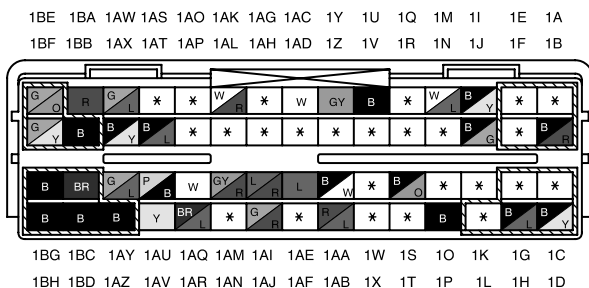 1BE 1BA 1AW 1AS 1AO 1AK 1AG 1AC 1Y 1U 1Q 1M 1I 1E 1A
1BF 1BB 1AX 1AT 1AP 1AL 1AH 1AD 1Z 1V 1R 1N 1J 1F 1B
G O R G L * * W R * W GY B * W L B Y * *
G Y B B Y B L * * * * * * * * B G * B R
B BR G L P B W GY R L R L B W * B O * * * *
B B B Y BR L * G R * R L * * B * B L B Y
1BG 1BC 1AY 1AU 1AQ 1AM 1AI 1AE 1AA 1W 1S 1O 1K 1G 1C
1BH 1BD 1AZ 1AV 1AR 1AN 1AJ 1AF 1AB 1X 1T 1P 1L 1H 1D